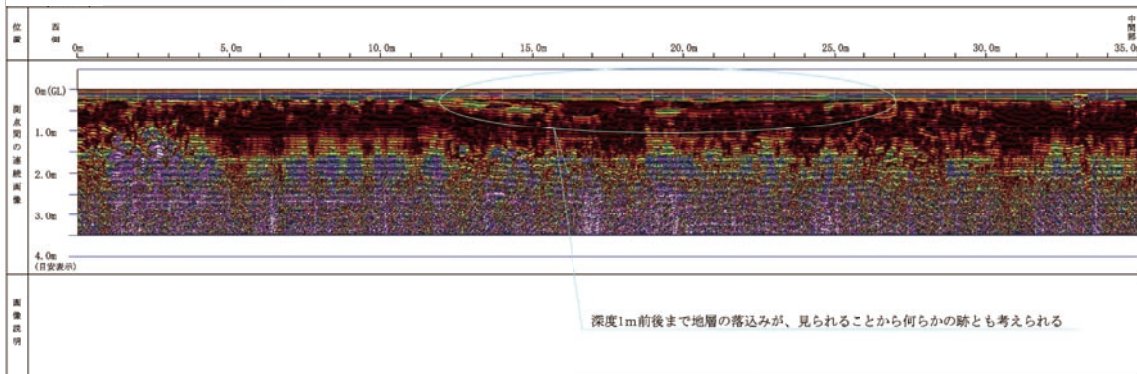 位置
西側
中間部
0m
5.0m
10.0m
15.0m
20.0m
25.0m
30.0m
35.0m
測点間の連続画像
0m(GL)
1.0m
2.0m
3.0m
4.0m
(目安表示)
画像説明
深度1m前後まで地層の落込みが、見られることから何らかの跡とも考えられる